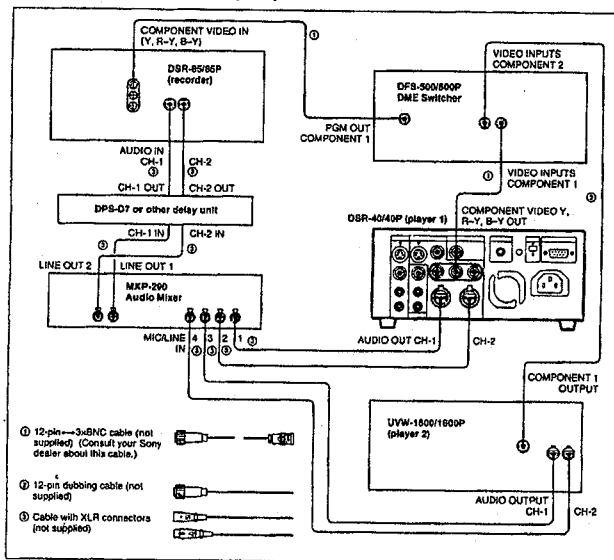 COMPONENT VIDEO IN
(Y, R–Y, B–Y)
①
DSR-85/85P
(recorder)
VIDEO INPUTS
COMPONENT 2
DFS-500/500P
DME Switcher
PGM OUT
COMPONENT 1
AUDIO IN
CH-1
CH-2
③
③
①
VIDEO INPUTS
COMPONENT 1
CH-1 OUT
CH-2 OUT
DPS-D7 or other delay unit
CH-1 IN
CH-2 IN
③
③
DSR-40/40P (player 1)
COMPONENT VIDEO Y,
R–Y, B–Y OUT
LINE OUT 2
LINE OUT 1
MXP-290
Audio Mixer
MIC/LINE
IN
4
3
2
1
③
③
③
③
AUDIO OUT CH-1
CH-2
COMPONENT 1
OUTPUT
UVW-1600/1600P
(player 2)
AUDIO OUTPUT
CH-1
CH-2
① 12-pin ⟷ 3xBNC cable (not
supplied) (Consult your Sony
dealer about this cable.)
② 12-pin dubbing cable (not
supplied)
③ Cable with XLR connectors
(not supplied)